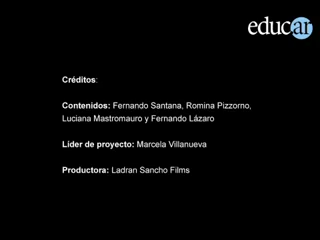 educ.ar
Créditos:
Contenidos: Fernando Santana, Romina Pizzorno,
Luciana Mastromauro y Fernando Lázaro
Líder de proyecto: Marcela Villanueva
Productora: Ladran Sancho Films